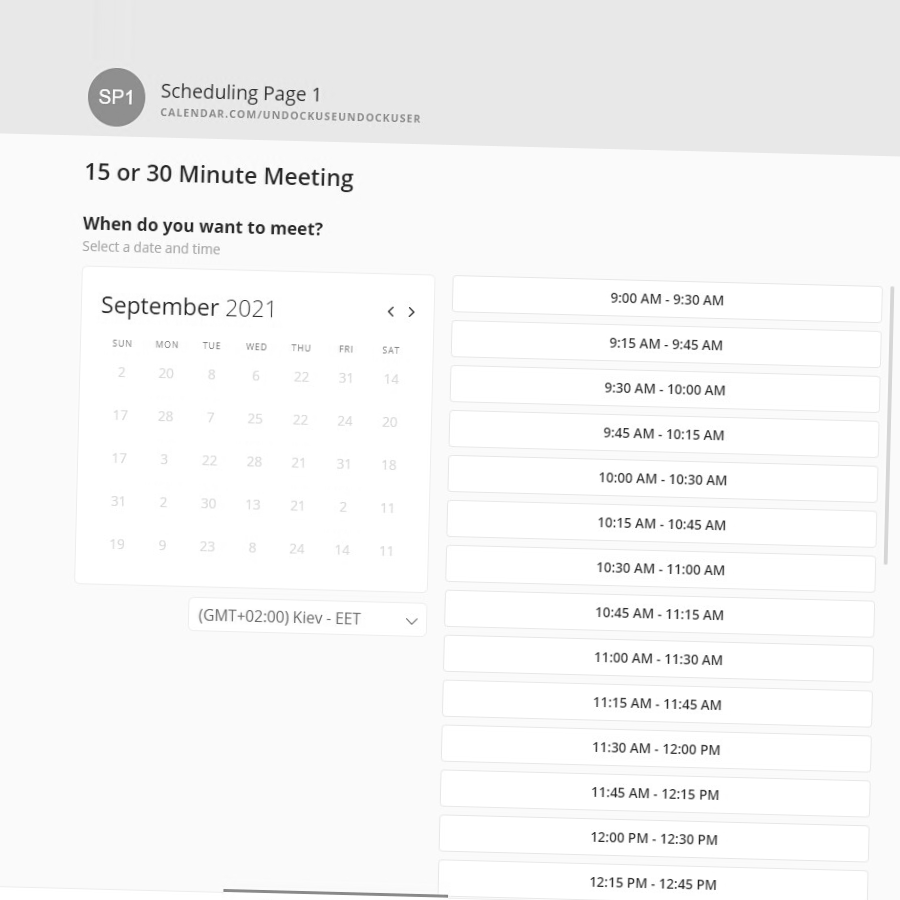 SP1
Scheduling Page 1
CALENDAR.COM/UNDOCKUSEUNDOCKUSER
15 or 30 Minute Meeting
When do you want to meet?
Select a date and time
September 2021
SUN MON TUE WED THU FRI SAT
2 20 8 6 22 31 14
17 28 7 25 22 24 20
17 3 22 28 21 31 18
31 2 30 13 21 2 11
19 9 23 8 24 14 11
(GMT+02:00) Kiev - EET
9:00 AM - 9:30 AM
9:15 AM - 9:45 AM
9:30 AM - 10:00 AM
9:45 AM - 10:15 AM
10:00 AM - 10:30 AM
10:15 AM - 10:45 AM
10:30 AM - 11:00 AM
10:45 AM - 11:15 AM
11:00 AM - 11:30 AM
11:15 AM - 11:45 AM
11:30 AM - 12:00 PM
11:45 AM - 12:15 PM
12:00 PM - 12:30 PM
12:15 PM - 12:45 PM